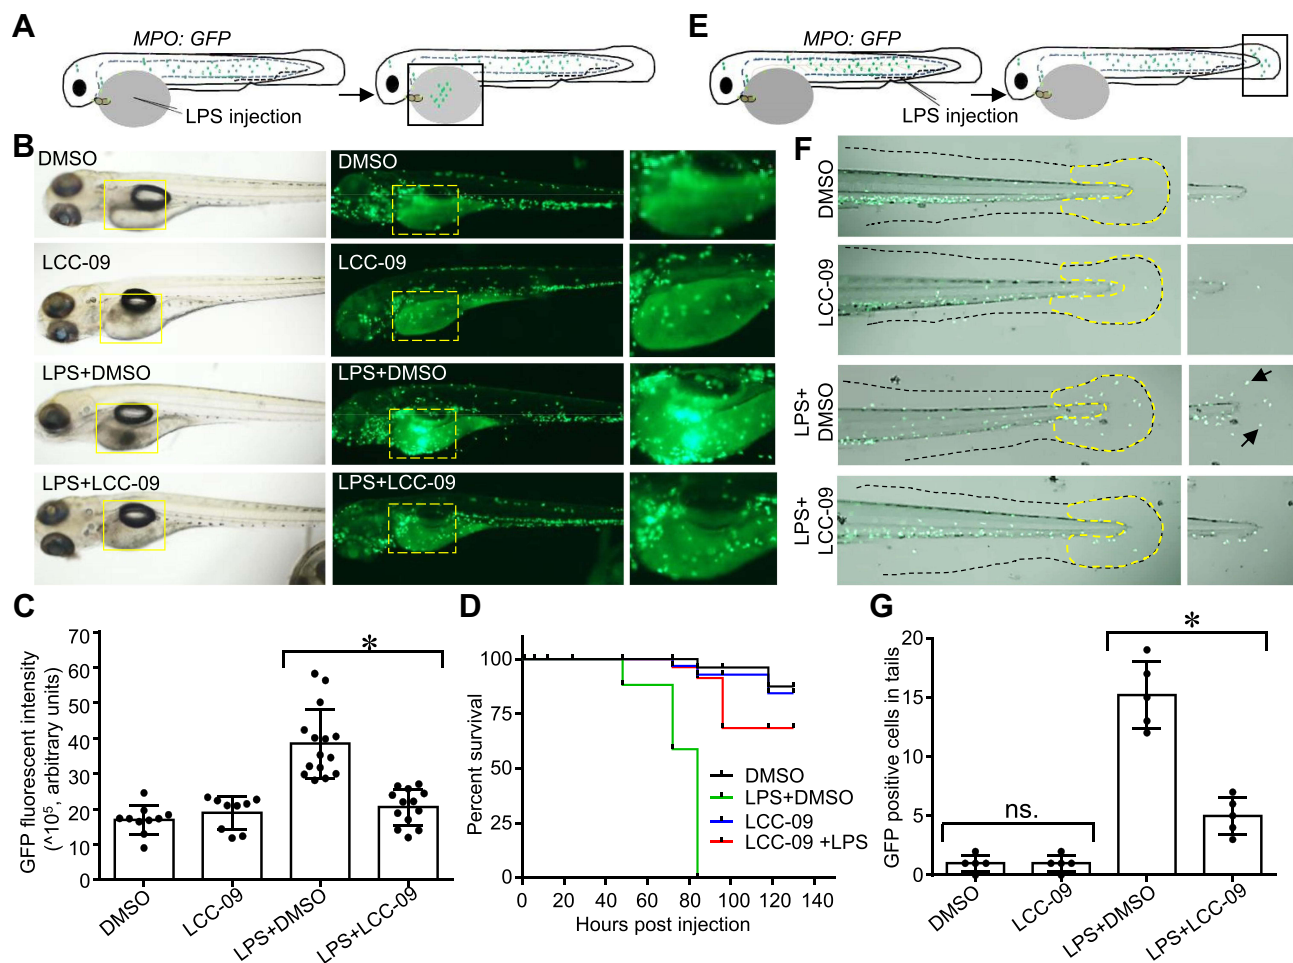 A
MPO: GFP
LPS injection
E
MPO: GFP
LPS injection
B
DMSO
DMSO
LCC-09
LCC-09
LPS+DMSO
LPS+DMSO
LPS+LCC-09
LPS+LCC-09
F
DMSO
LCC-09
LPS+
DMSO
LPS+
LCC-09
C
GFP fluorescent intensity
(^10⁵, arbitrary units)
70
60
50
40
30
20
10
0
*
DMSO
LCC-09
LPS+DMSO
LPS+LCC-09
D
Percent survival
100
75
50
25
0
DMSO
LPS+DMSO
LCC-09
LCC-09 +LPS
0 20 40 60 80 100 120 140
Hours post injection
G
GFP positive cells in tails
20
15
10
5
0
ns.
*
DMSO
LCC-09
LPS+DMSO
LPS+LCC-09